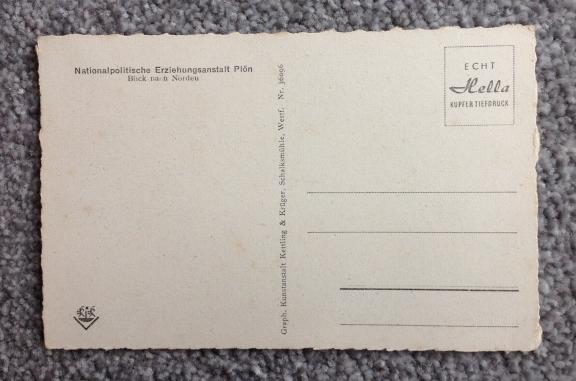 Nationalpolitische Erziehungsanstalt Plön
Blick nach Norden
Graph. Kunstanstalt Kettling & Krüger, Schalksmühle, Westf. Nr. 36096
ECHT
Hella
KUPFERTIEFDRUCK